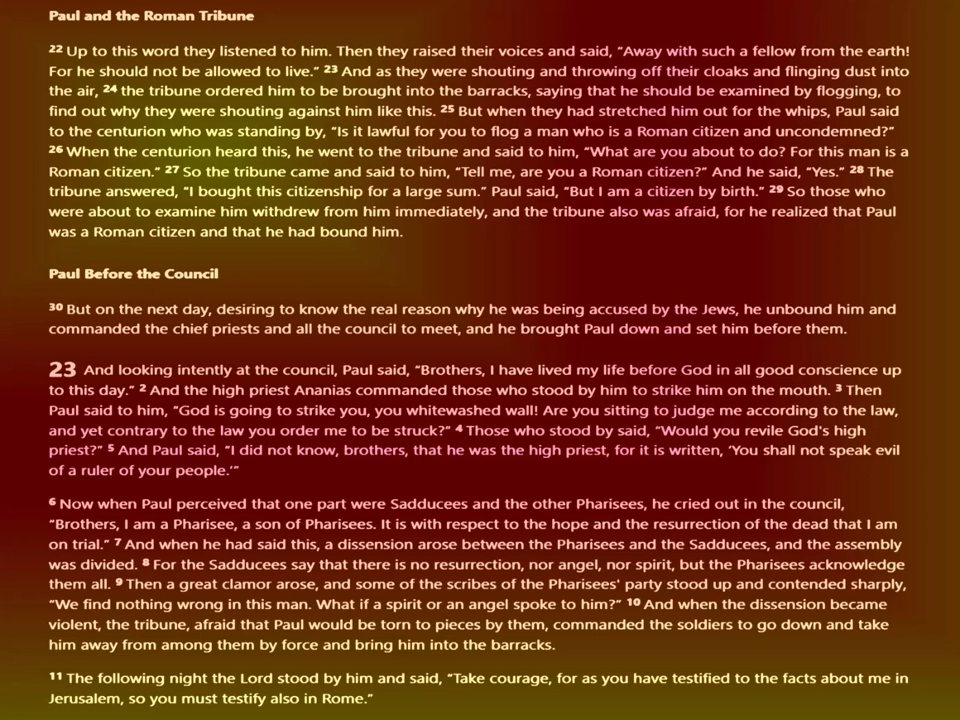 Paul and the Roman Tribune
22 Up to this word they listened to him. Then they raised their voices and said, “Away with such a fellow from the earth!
For he should not be allowed to live.” 23 And as they were shouting and throwing off their cloaks and flinging dust into
the air, 24 the tribune ordered him to be brought into the barracks, saying that he should be examined by flogging, to
find out why they were shouting against him like this. 25 But when they had stretched him out for the whips, Paul said
to the centurion who was standing by, “Is it lawful for you to flog a man who is a Roman citizen and uncondemned?”
26 When the centurion heard this, he went to the tribune and said to him, “What are you about to do? For this man is a
Roman citizen.” 27 So the tribune came and said to him, “Tell me, are you a Roman citizen?” And he said, “Yes.” 28 The
tribune answered, “I bought this citizenship for a large sum.” Paul said, “But I am a citizen by birth.” 29 So those who
were about to examine him withdrew from him immediately, and the tribune also was afraid, for he realized that Paul
was a Roman citizen and that he had bound him.
Paul Before the Council
30 But on the next day, desiring to know the real reason why he was being accused by the Jews, he unbound him and
commanded the chief priests and all the council to meet, and he brought Paul down and set him before them.
23 And looking intently at the council, Paul said, “Brothers, I have lived my life before God in all good conscience up
to this day.” 2 And the high priest Ananias commanded those who stood by him to strike him on the mouth. 3 Then
Paul said to him, “God is going to strike you, you whitewashed wall! Are you sitting to judge me according to the law,
and yet contrary to the law you order me to be struck?” 4 Those who stood by said, “Would you revile God's high
priest?” 5 And Paul said, “I did not know, brothers, that he was the high priest, for it is written, ‘You shall not speak evil
of a ruler of your people.’”
6 Now when Paul perceived that one part were Sadducees and the other Pharisees, he cried out in the council,
“Brothers, I am a Pharisee, a son of Pharisees. It is with respect to the hope and the resurrection of the dead that I am
on trial.” 7 And when he had said this, a dissension arose between the Pharisees and the Sadducees, and the assembly
was divided. 8 For the Sadducees say that there is no resurrection, nor angel, nor spirit, but the Pharisees acknowledge
them all. 9 Then a great clamor arose, and some of the scribes of the Pharisees' party stood up and contended sharply,
“We find nothing wrong in this man. What if a spirit or an angel spoke to him?” 10 And when the dissension became
violent, the tribune, afraid that Paul would be torn to pieces by them, commanded the soldiers to go down and take
him away from among them by force and bring him into the barracks.
11 The following night the Lord stood by him and said, “Take courage, for as you have testified to the facts about me in
Jerusalem, so you must testify also in Rome.”